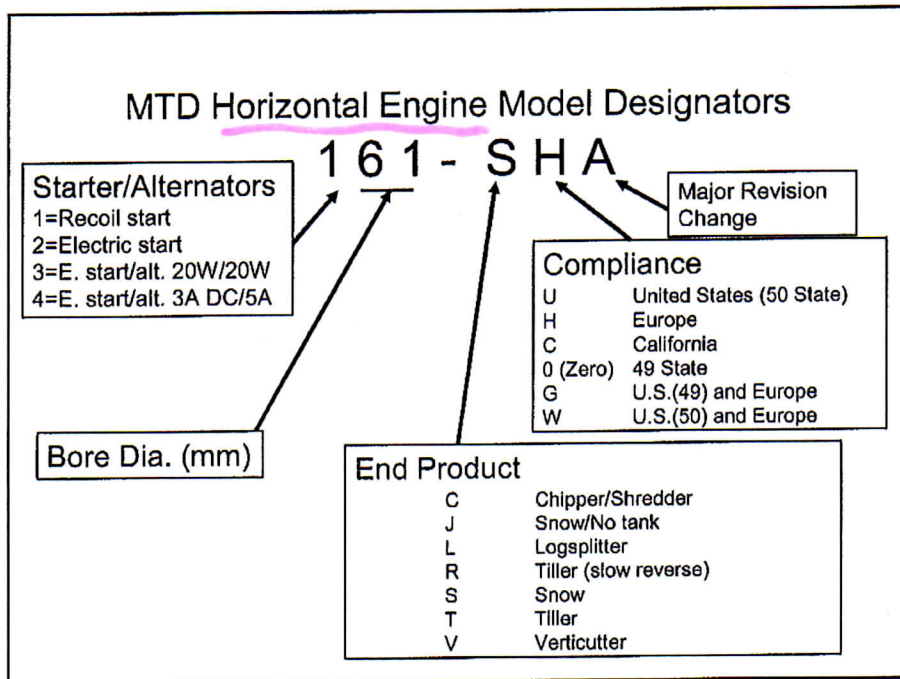 MTD Horizontal Engine Model Designators
1 6 1 - S H A
Starter/Alternators
1=Recoil start
2=Electric start
3=E. start/alt. 20W/20W
4=E. start/alt. 3A DC/5A
Major Revision
Change
Compliance
U United States (50 State)
H Europe
C California
0 (Zero) 49 State
G U.S.(49) and Europe
W U.S.(50) and Europe
Bore Dia. (mm)
End Product
C Chipper/Shredder
J Snow/No tank
L Logsplitter
R Tiller (slow reverse)
S Snow
T Tiller
V Verticutter